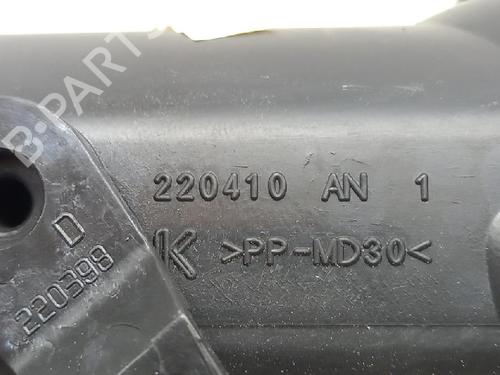 220410 AN 1
K >PP-MD30<
D
220398
B-PARTS